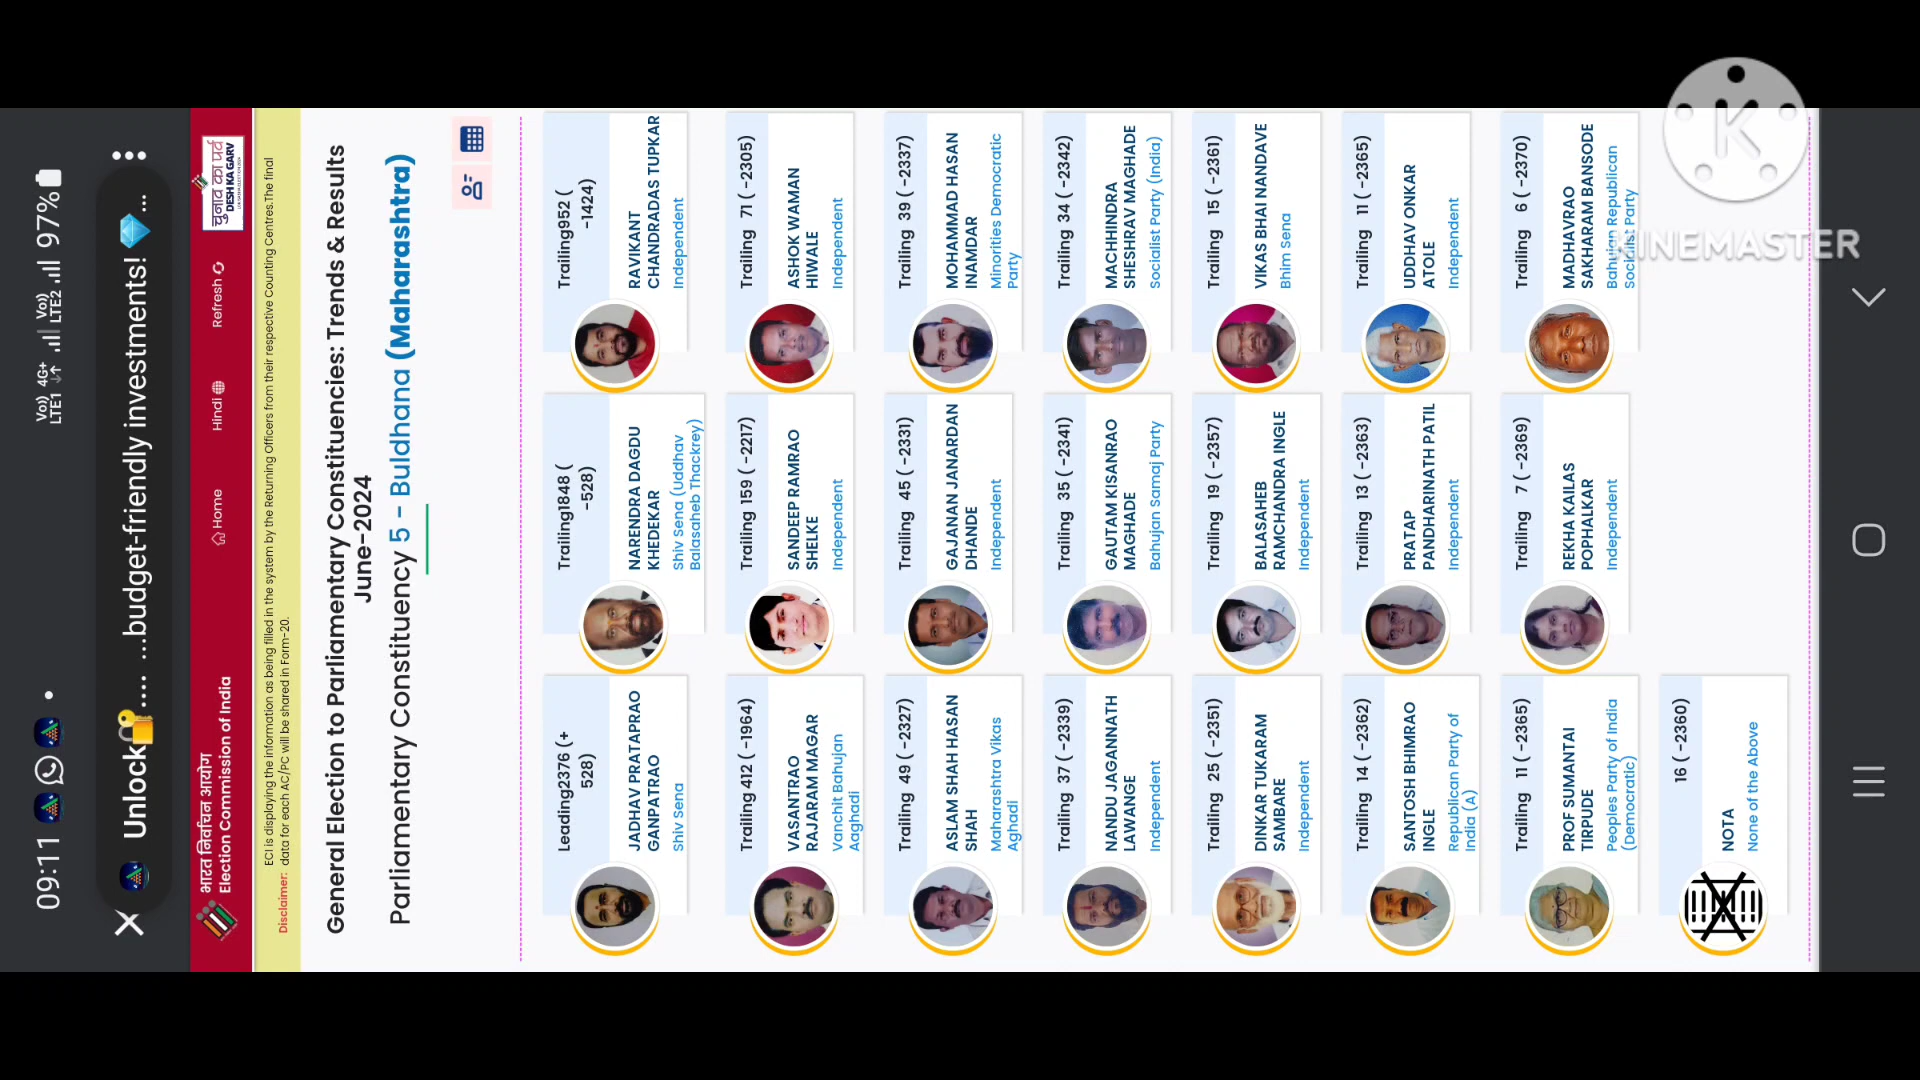 09:11
Vo)) 4G+
LTE1
Vo))
LTE2
97%
Unlock🔐.... ...budget-friendly investments! 💎 ...
भारत निर्वाचन आयोग
Election Commission of India
Home
Hindi
Refresh
चुनाव का पर्व
DESH KA GARV
Disclaimer: ECI is displaying the information as being filled in the system by the Returning Officers from their respective Counting Centres.The final
data for each AC/PC will be shared in Form-20.
General Election to Parliamentary Constituencies: Trends & Results
June-2024
Parliamentary Constituency 5 - Buldhana (Maharashtra)
Leading2376 (+
528)
JADHAV PRATAPRAO
GANPATRAO
Shiv Sena
Trailing1848 (
-528)
NARENDRA DAGDU
KHEDEKAR
Shiv Sena (Uddhav
Balasaheb Thackrey)
Trailing952 (
-1424)
RAVIKANT
CHANDRADAS TUPKAR
Independent
Trailing 412 ( -1964)
VASANTRAO
RAJARAM MAGAR
Vanchit Bahujan
Aaghadi
Trailing 159 ( -2217)
SANDEEP RAMRAO
SHELKE
Independent
Trailing 71 ( -2305)
ASHOK WAMAN
HIWALE
Independent
Trailing 49 ( -2327)
ASLAM SHAH HASAN
SHAH
Maharashtra Vikas
Aghadi
Trailing 45 ( -2331)
GAJANAN JANARDAN
DHANDE
Independent
Trailing 39 ( -2337)
MOHAMMAD HASAN
INAMDAR
Minorities Democratic
Party
Trailing 37 ( -2339)
NANDU JAGANNATH
LAWANGE
Independent
Trailing 35 ( -2341)
GAUTAM KISANRAO
MAGHADE
Bahujan Samaj Party
Trailing 34 ( -2342)
MACHHINDRA
SHESHRAV MAGHADE
Socialist Party (India)
Trailing 25 ( -2351)
DINKAR TUKARAM
SAMBARE
Independent
Trailing 19 ( -2357)
BALASAHEB
RAMCHANDRA INGLE
Independent
Trailing 15 ( -2361)
VIKAS BHAI NANDAVE
Bhim Sena
Trailing 14 ( -2362)
SANTOSH BHIMRAO
INGLE
Republican Party of
India (A)
Trailing 13 ( -2363)
PRATAP
PANDHARINATH PATIL
Independent
Trailing 11 ( -2365)
UDDHAV ONKAR
ATOLE
Independent
Trailing 11 ( -2365)
PROF SUMANTAI
TIRPUDE
Peoples Party of India
(Democratic)
Trailing 7 ( -2369)
REKHA KAILAS
POPHALKAR
Independent
Trailing 6 ( -2370)
MADHAVRAO
SAKHARAM BANSODE
Bahujan Republican
Socialist Party
16 ( -2360)
NOTA
None of the Above
K
KINEMASTER